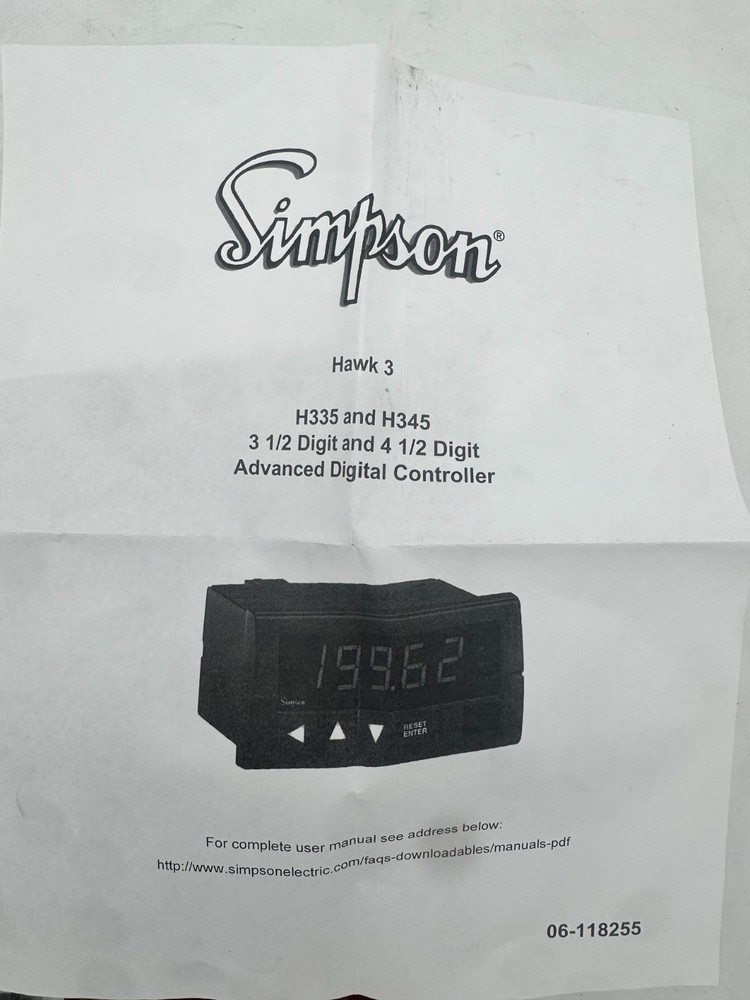 Simpson®
Hawk 3
H335 and H345
3 1/2 Digit and 4 1/2 Digit
Advanced Digital Controller
199.62
Simpson
RESET
ENTER
For complete user manual see address below:
http://www.simpsonelectric.com/faqs-downloadables/manuals-pdf
06-118255